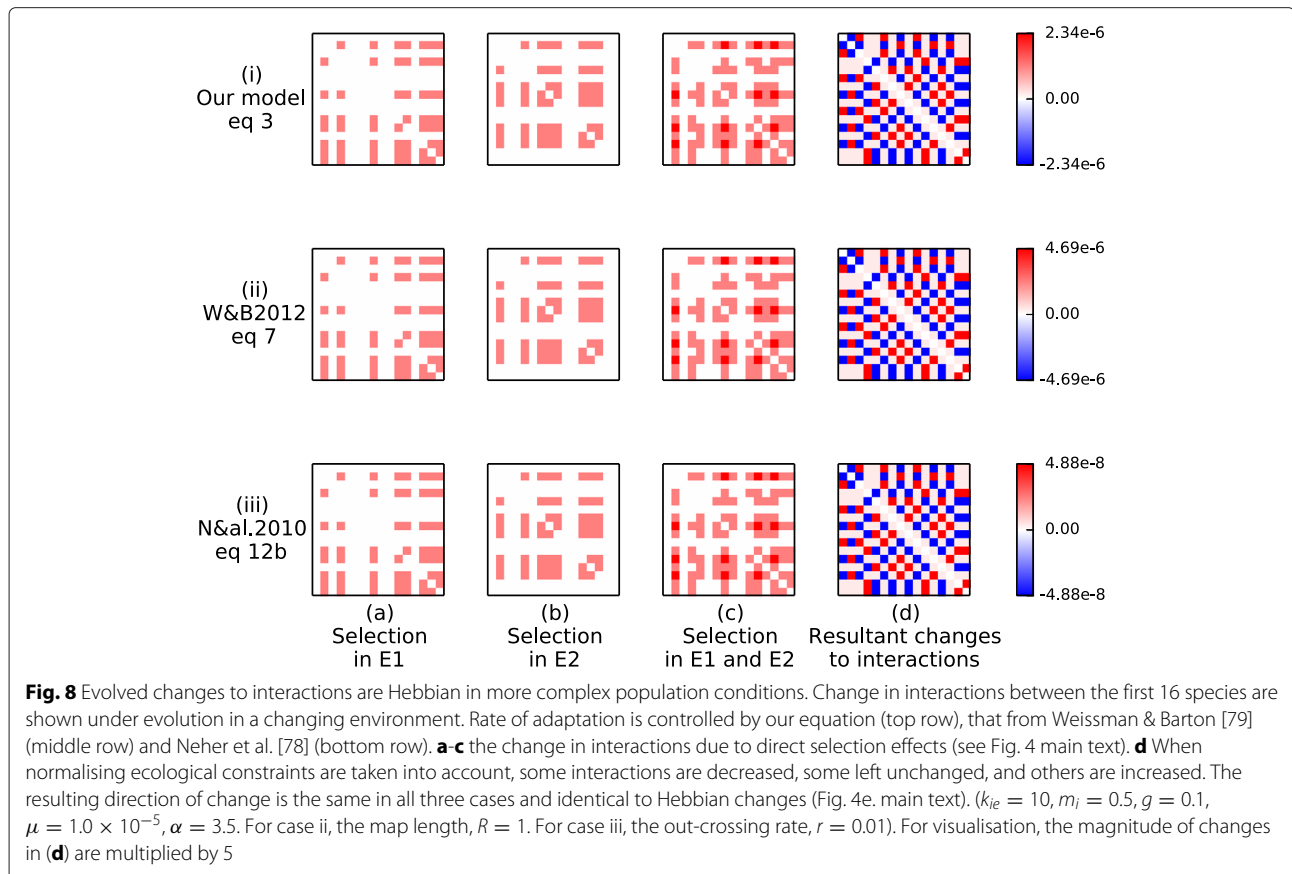 (i)
Our model
eq 3
2.34e-6
0.00
-2.34e-6
(ii)
W&B2012
eq 7
4.69e-6
0.00
-4.69e-6
(iii)
N&al.2010
eq 12b
4.88e-8
0.00
-4.88e-8
(a)
Selection
in E1
(b)
Selection
in E2
(c)
Selection
in E1 and E2
(d)
Resultant changes
to interactions
Fig. 8 Evolved changes to interactions are Hebbian in more complex population conditions. Change in interactions between the first 16 species are
shown under evolution in a changing environment. Rate of adaptation is controlled by our equation (top row), that from Weissman & Barton [79]
(middle row) and Neher et al. [78] (bottom row). a-c the change in interactions due to direct selection effects (see Fig. 4 main text). d When
normalising ecological constraints are taken into account, some interactions are decreased, some left unchanged, and others are increased. The
resulting direction of change is the same in all three cases and identical to Hebbian changes (Fig. 4e. main text). (kᵢₑ = 10, mᵢ = 0.5, g = 0.1,
μ = 1.0 × 10⁻⁵, α = 3.5. For case ii, the map length, R = 1. For case iii, the out-crossing rate, r = 0.01). For visualisation, the magnitude of changes
in (d) are multiplied by 5